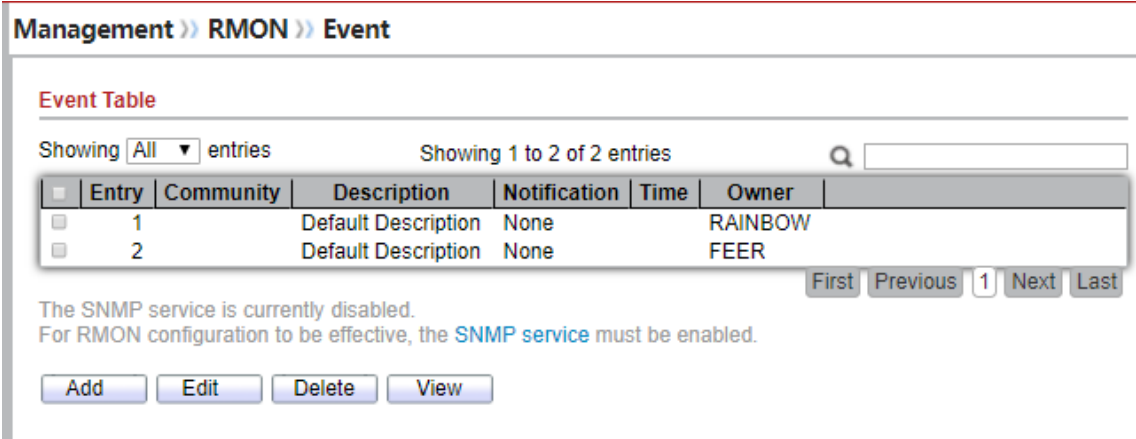 Management » RMON » Event
Event Table
Showing All ▼ entries Showing 1 to 2 of 2 entries
Entry Community Description Notification Time Owner
1 Default Description None RAINBOW
2 Default Description None FEER
First Previous 1 Next Last
The SNMP service is currently disabled.
For RMON configuration to be effective, the SNMP service must be enabled.
Add Edit Delete View